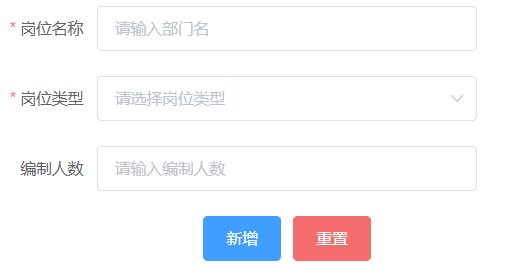 * 岗位名称 请输入部门名
* 岗位类型 请选择岗位类型
编制人数 请输入编制人数
新增 重置